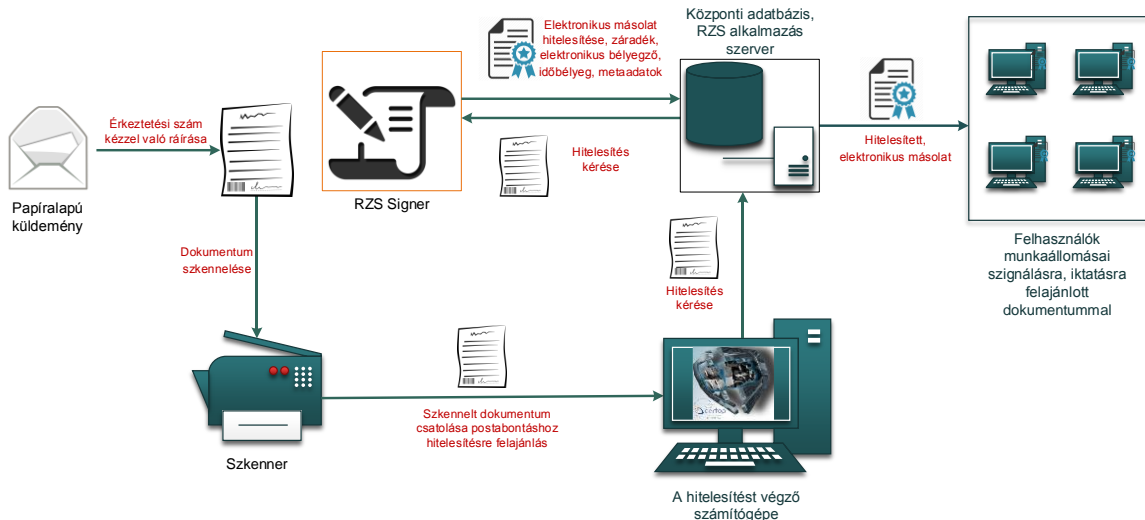 Elektronikus másolat
hitelesítése, záradék,
elektronikus bélyegző,
időbélyeg, metaadatok
Központi adatbázis,
RZS alkalmazás
szerver
Érkeztetési szám
kézzel való ráírása
Hitelesítés
kérése
Hitelesített,
elektronikus másolat
Papíralapú
küldemény
RZS Signer
Dokumentum
szkennelése
Hitelesítés
kérése
Felhasználók
munkaállomásai
szignálásra, iktatásra
felajánlott
dokumentummal
Szkennelt dokumentum
csatolása postabontáshoz
hitelesítésre felajánlás
Szkenner
A hitelesítést végző
számítógépe